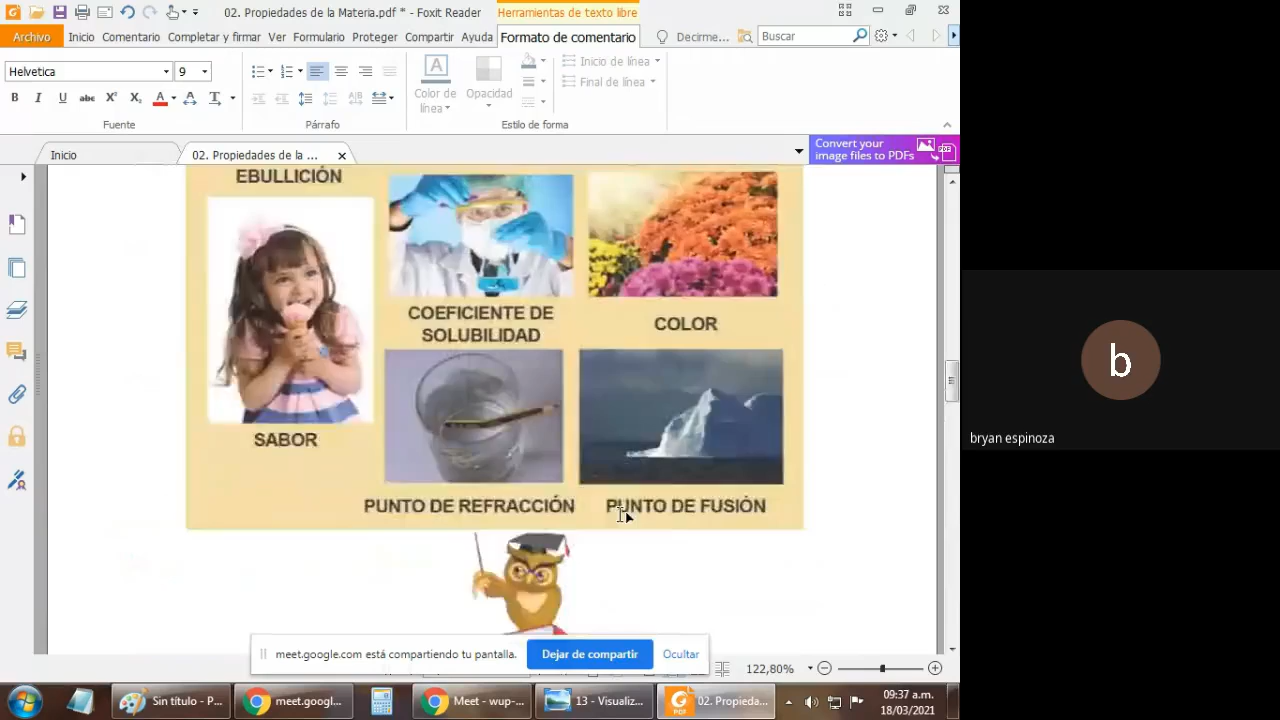 02. Propiedades de la Materia.pdf * - Foxit Reader
Herramientas de texto libre
Archivo Inicio Comentario Completar y firmar Ver Formulario Proteger Compartir Ayuda Formato de comentario Decirme... Buscar
Helvetica 9
Color de línea
Opacidad
Inicio de línea
Final de línea
Fuente Párrafo Estilo de forma
Inicio
02. Propiedades de la ...
Convert your
image files to PDFs
EBULLICIÓN
COEFICIENTE DE
SOLUBILIDAD
COLOR
SABOR
PUNTO DE REFRACCIÓN
PUNTO DE FUSIÓN
meet.google.com está compartiendo tu pantalla.
Dejar de compartir
Ocultar
122,80%
Sin título - P...
meet.googl...
Meet - wup-...
13 - Visualiz...
02. Propieda...
09:37 a.m.
18/03/2021
b
bryan espinoza